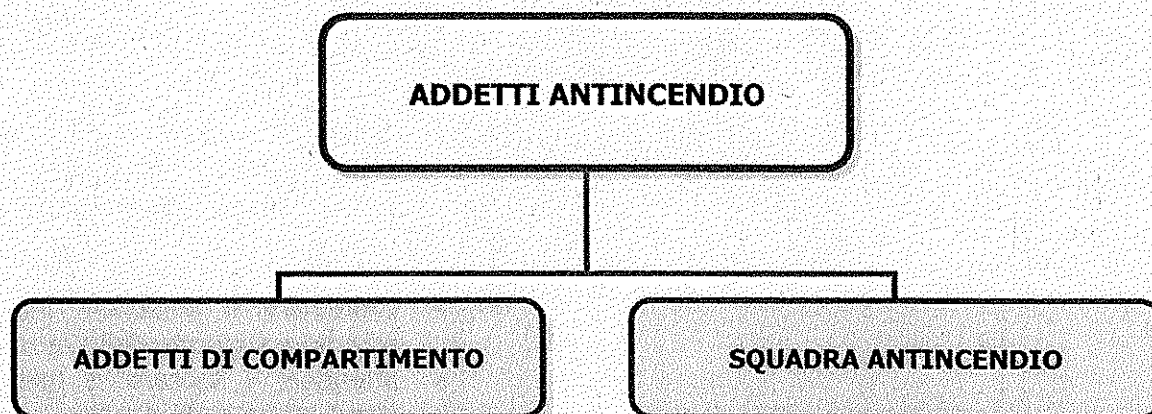 ADDETTI ANTINCENDIO
ADDETTI DI COMPARTIMENTO
SQUADRA ANTINCENDIO